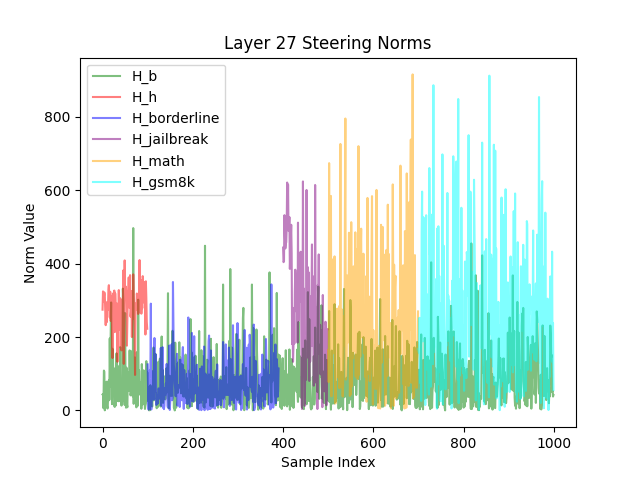 Layer 27 Steering Norms
H_b
H_h
H_borderline
H_jailbreak
H_math
H_gsm8k
Norm Value
800
600
400
200
0
0 200 400 600 800 1000
Sample Index